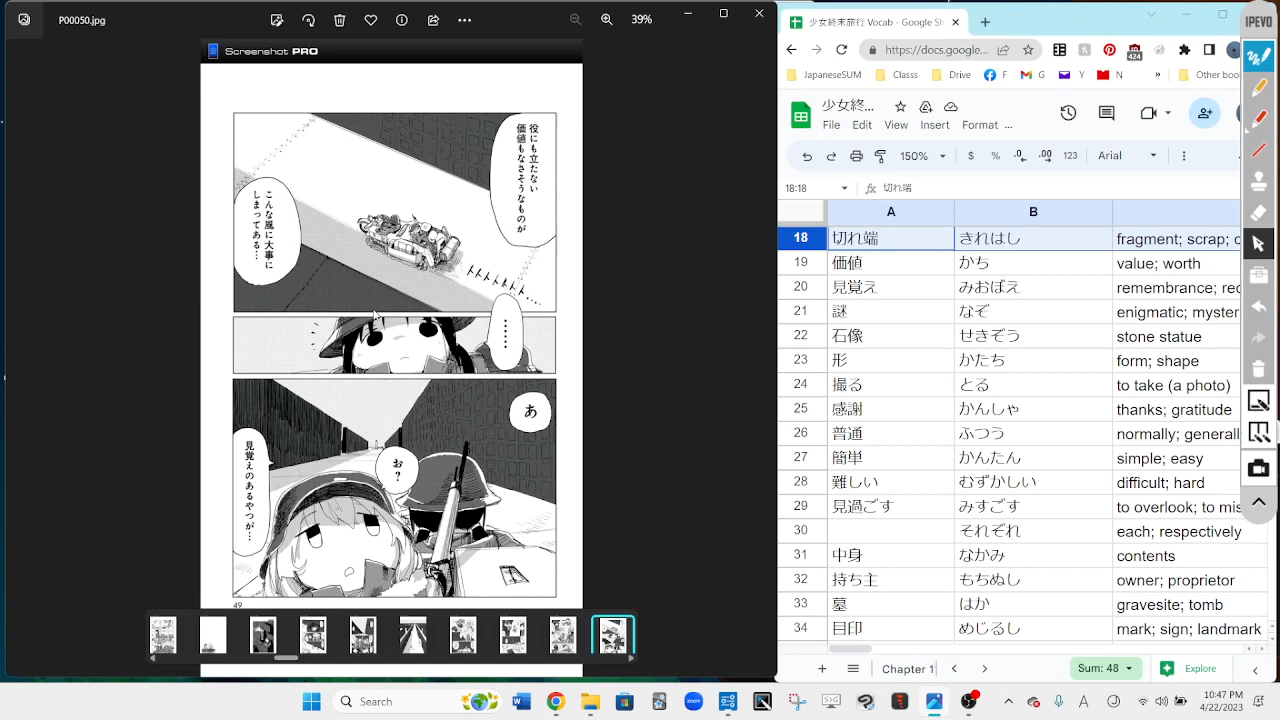 P00050.jpg
39%
Screenshot PRO
役にも立たない
価値もなさそうなものが
こんな風に大事に
しまってある…
……
あ
お?
見覚えのあるやつが…
49
少女終末旅行 Vocab - Google Sh
https://docs.google.
424
JapaneseSUM
Classs
Drive
F
G
Y
N
»
Other boo
IPEVO
少女終...
File
Edit
View
Insert
Format ...
150%
$
%
.0
.00
123
Arial
18:18
fx
切れ端
A
B
18 切れ端 きれはし fragment; scrap; c
19 価値 かち value; worth
20 見覚え みおぼえ remembrance; rec
21 謎 なぞ enigmatic; myster
22 石像 せきぞう stone statue
23 形 かたち form; shape
24 撮る とる to take (a photo)
25 感謝 かんしゃ thanks; gratitude
26 普通 ふつう normally; generall
27 簡単 かんたん simple; easy
28 難しい むずかしい difficult; hard
29 見過ごす みすごす to overlook; to mis
30 それぞれ each; respectively
31 中身 なかみ contents
32 持ち主 もちぬし owner; proprietor
33 墓 はか gravesite; tomb
34 目印 めじるし mark; sign; landmark
Chapter 1
Sum: 48
Explore
Search
zoom
A
10:47 PM
4/22/2023